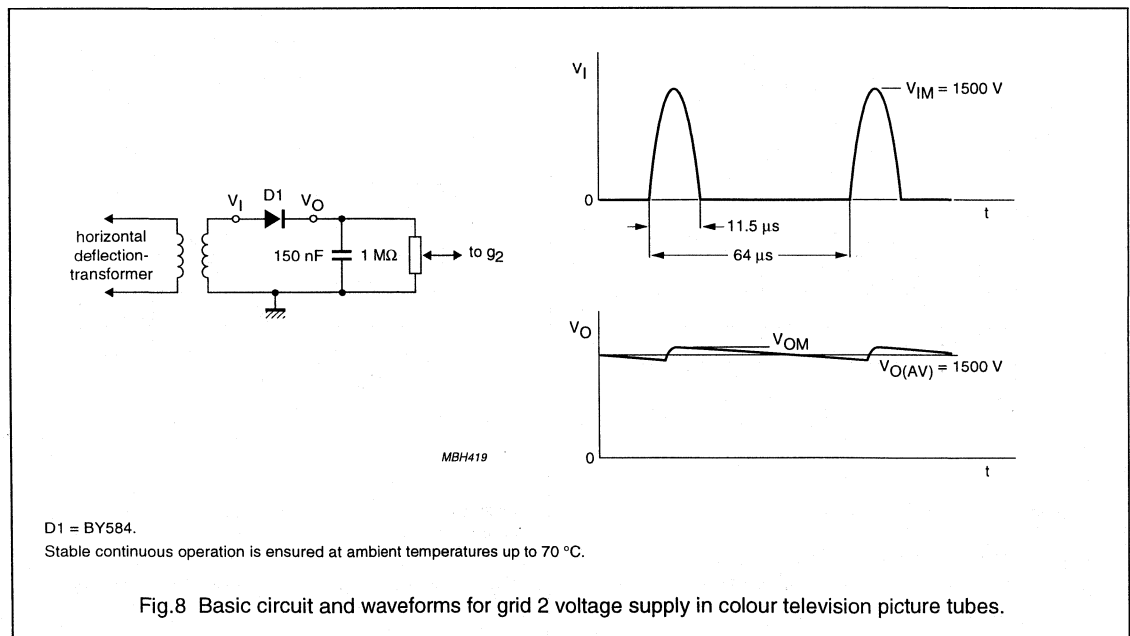 V_I
V_IM = 1500 V
0
t
11.5 µs
64 µs
V_I
D1
V_O
horizontal
deflection-
transformer
150 nF
1 MΩ
to g₂
V_O
V_OM
V_O(AV) = 1500 V
0
t
MBH419
D1 = BY584.
Stable continuous operation is ensured at ambient temperatures up to 70 °C.
Fig.8 Basic circuit and waveforms for grid 2 voltage supply in colour television picture tubes.